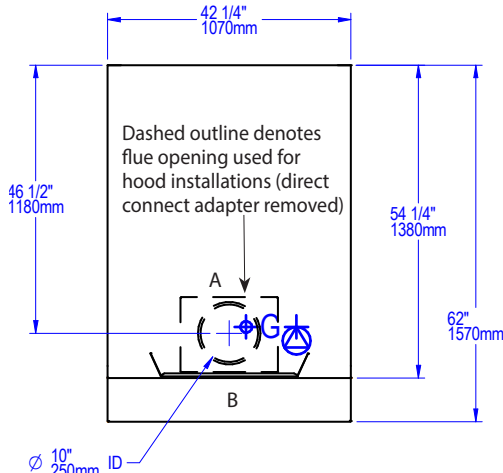 42 1/4"
1070mm
Dashed outline denotes
flue opening used for
hood installations (direct
connect adapter removed)
46 1/2"
1180mm
54 1/4"
1380mm
62"
1570mm
A
G
B
Ø 10" ID
250mm